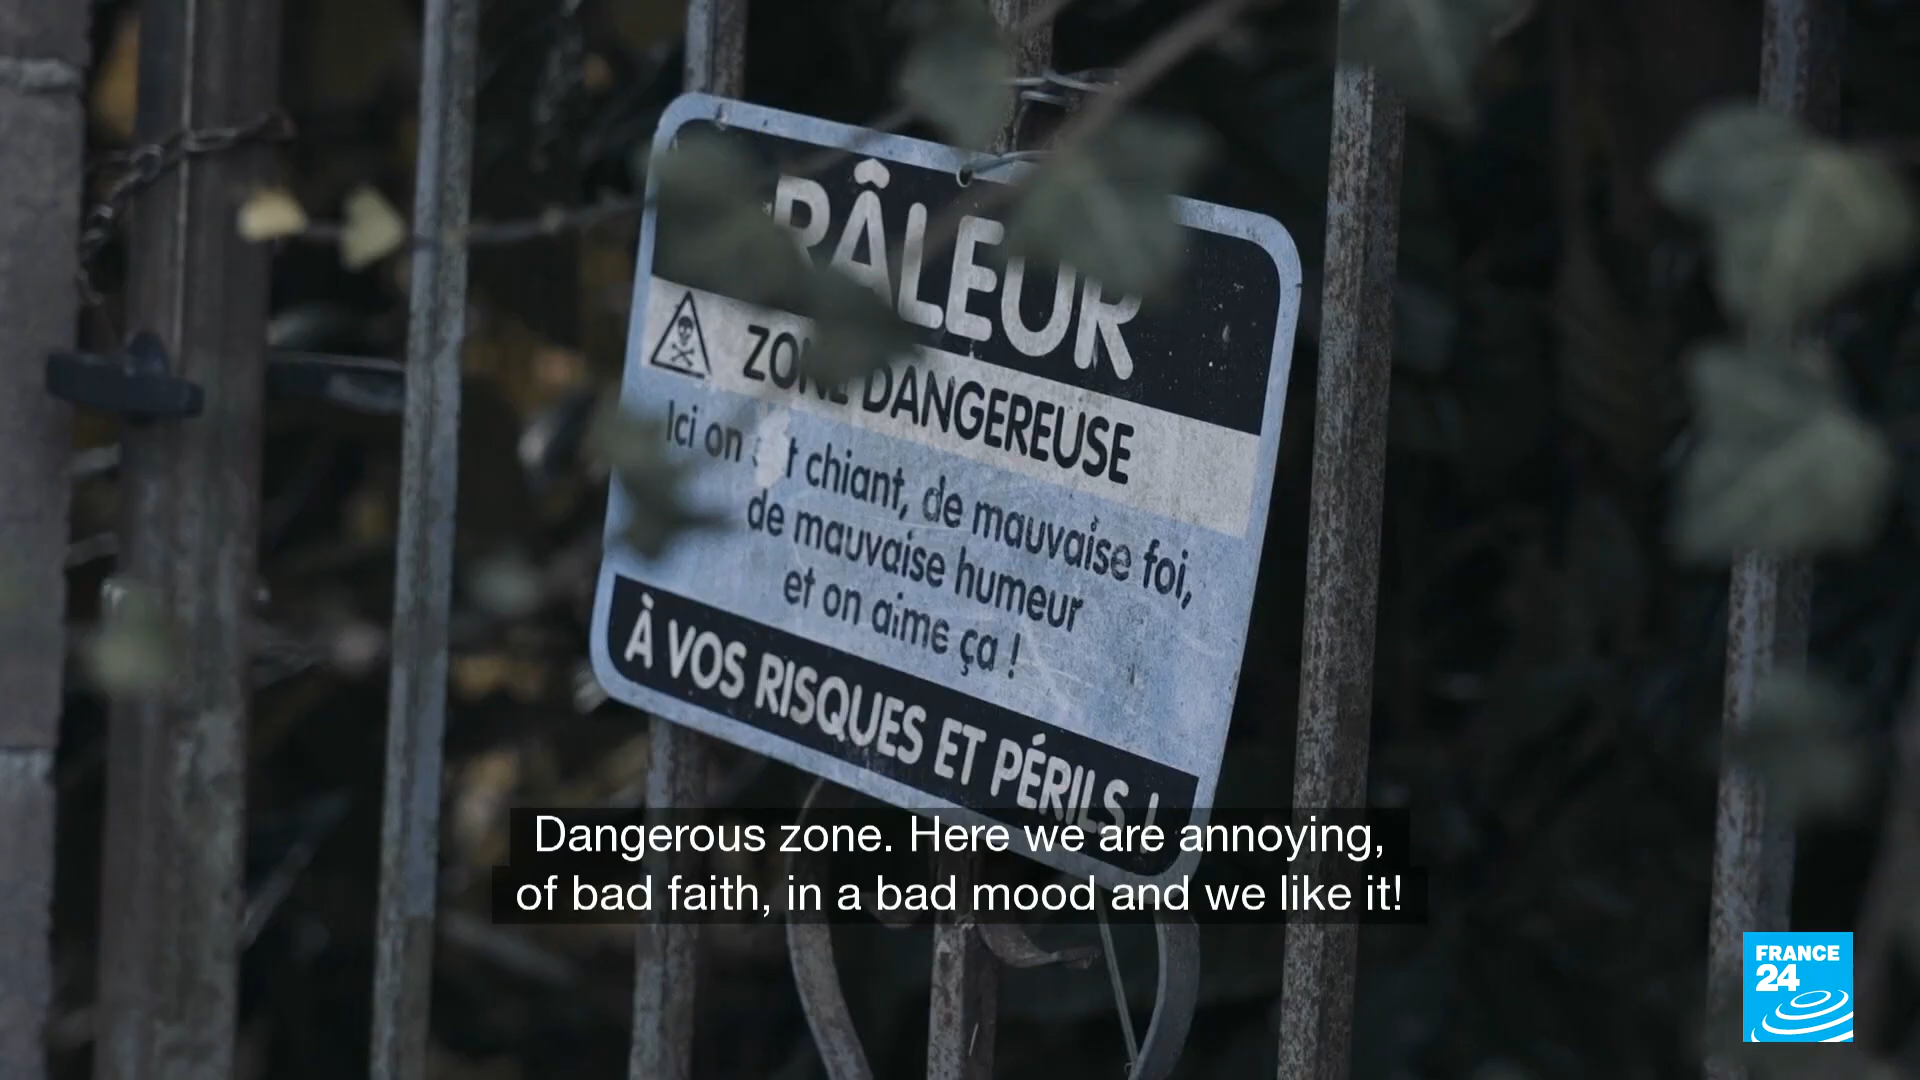 RÂLEUR
ZONE DANGEREUSE
Ici on est chiant, de mauvaise foi,
de mauvaise humeur
et on aime ça !
À VOS RISQUES ET PÉRILS !
Dangerous zone. Here we are annoying,
of bad faith, in a bad mood and we like it!
FRANCE
24